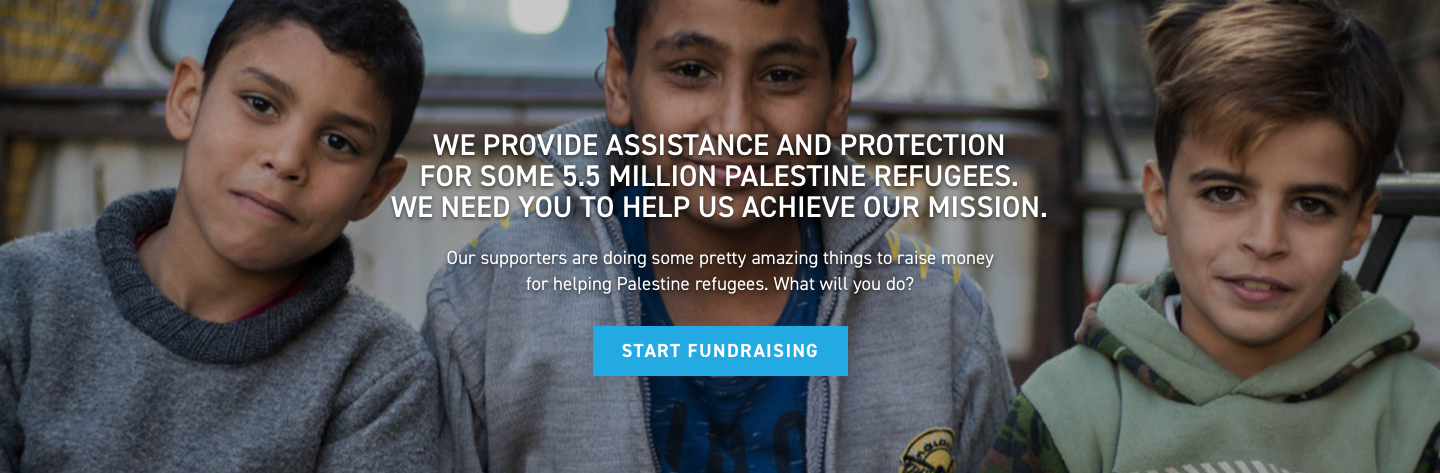 WE PROVIDE ASSISTANCE AND PROTECTION
FOR SOME 5.5 MILLION PALESTINE REFUGEES.
WE NEED YOU TO HELP US ACHIEVE OUR MISSION.
Our supporters are doing some pretty amazing things to raise money
for helping Palestine refugees. What will you do?
START FUNDRAISING